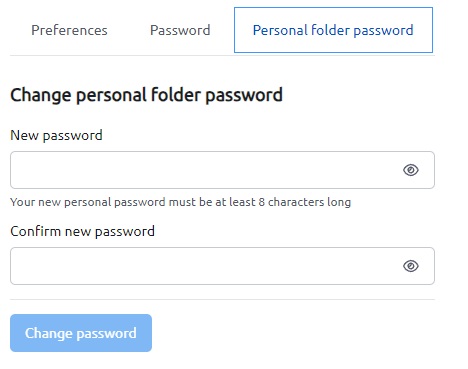 Preferences Password Personal folder password
Change personal folder password
New password
Your new personal password must be at least 8 characters long
Confirm new password
Change password